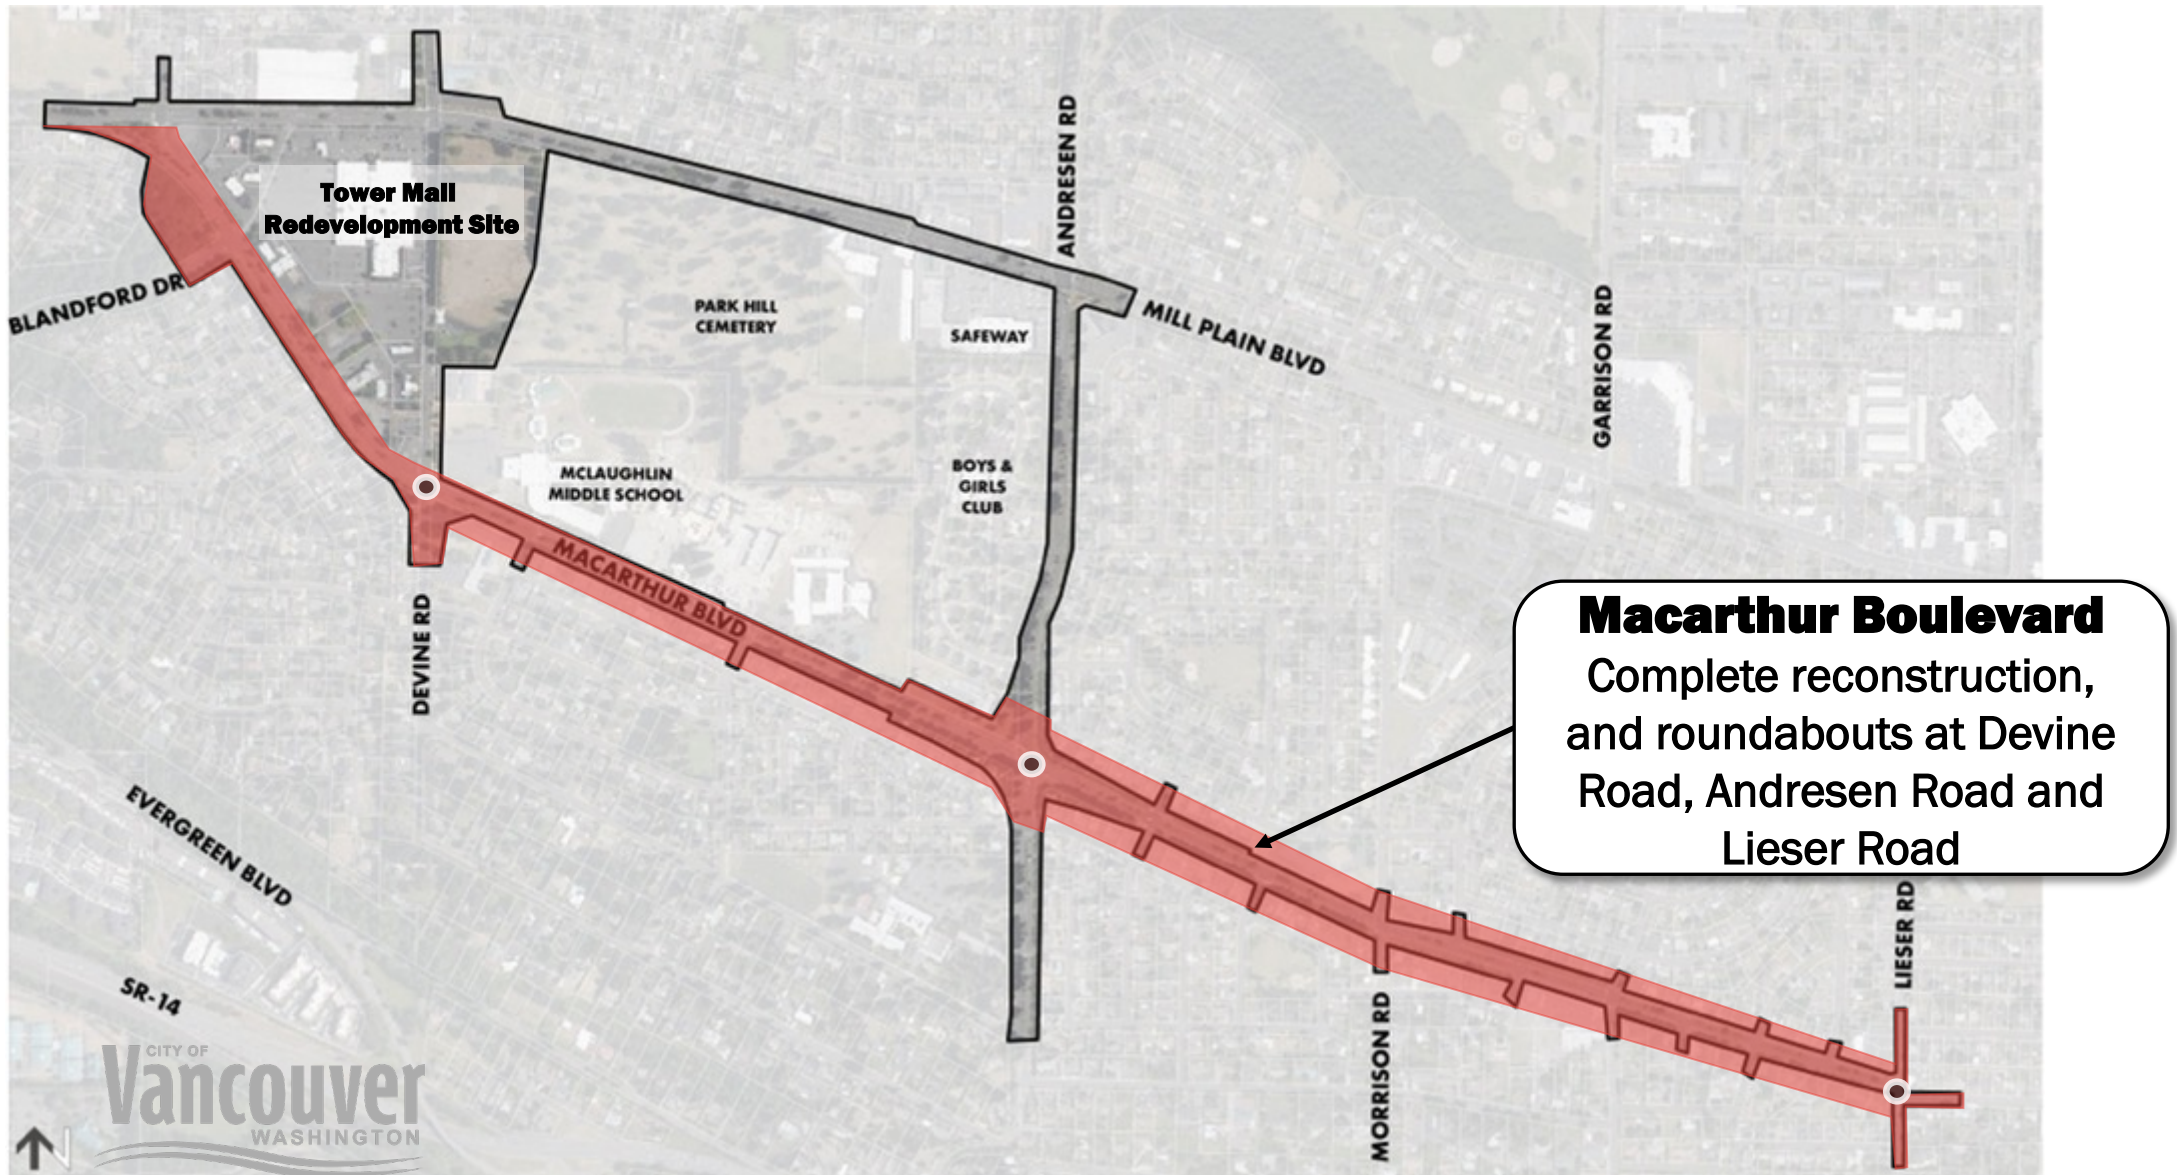 Tower Mall
Redevelopment Site
ANDRESEN RD
BLANDFORD DR
PARK HILL
CEMETERY
SAFEWAY
MILL PLAIN BLVD
GARRISON RD
MCLAUGHLIN
MIDDLE SCHOOL
BOYS &
GIRLS
CLUB
MACARTHUR BLVD
DEVINE RD
Macarthur Boulevard
Complete reconstruction,
and roundabouts at Devine
Road, Andresen Road and
Lieser Road
EVERGREEN BLVD
LIESER RD
SR-14
MORRISON RD
CITY OF
Vancouver
WASHINGTON
N